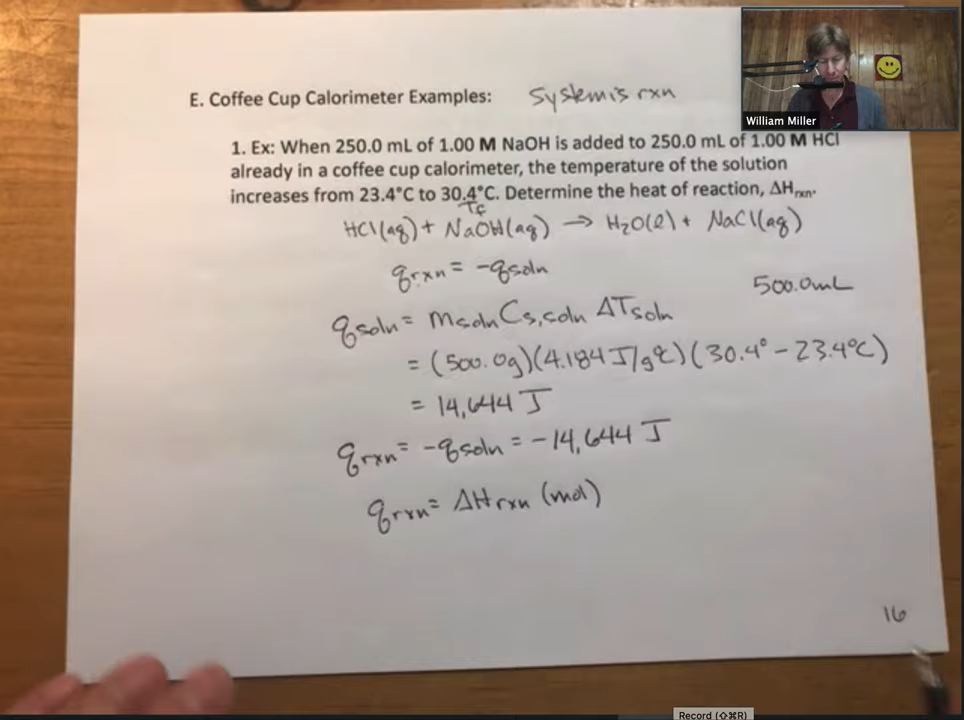 E. Coffee Cup Calorimeter Examples: System is rxn
William Miller
1. Ex: When 250.0 mL of 1.00 M NaOH is added to 250.0 mL of 1.00 M HCl
already in a coffee cup calorimeter, the temperature of the solution
increases from 23.4°C to 30.4°C. Determine the heat of reaction, ΔHrxn.
Tf
HCl(aq) + NaOH(aq) → H2O(l) + NaCl(aq)
qrxn = -qsoln
500.0mL
qsoln = msoln Cs,soln ΔTsoln
= (500.0g)(4.184 J/g°C)(30.4° - 23.4°C)
= 14,644 J
qrxn = -qsoln = -14,644 J
qrxn = ΔHrxn (mol)
16
Record (⇧⌘R)